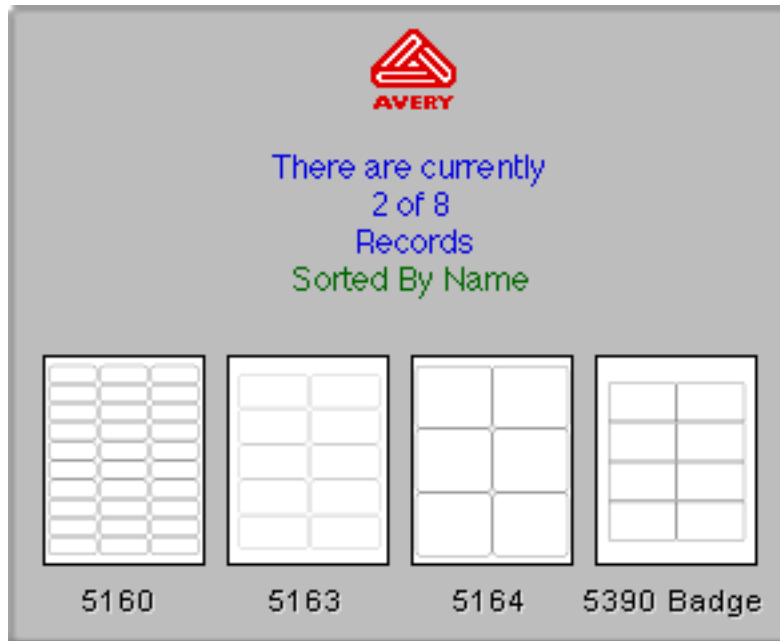 AVERY
There are currently
2 of 8
Records
Sorted By Name
5160 5163 5164 5390 Badge